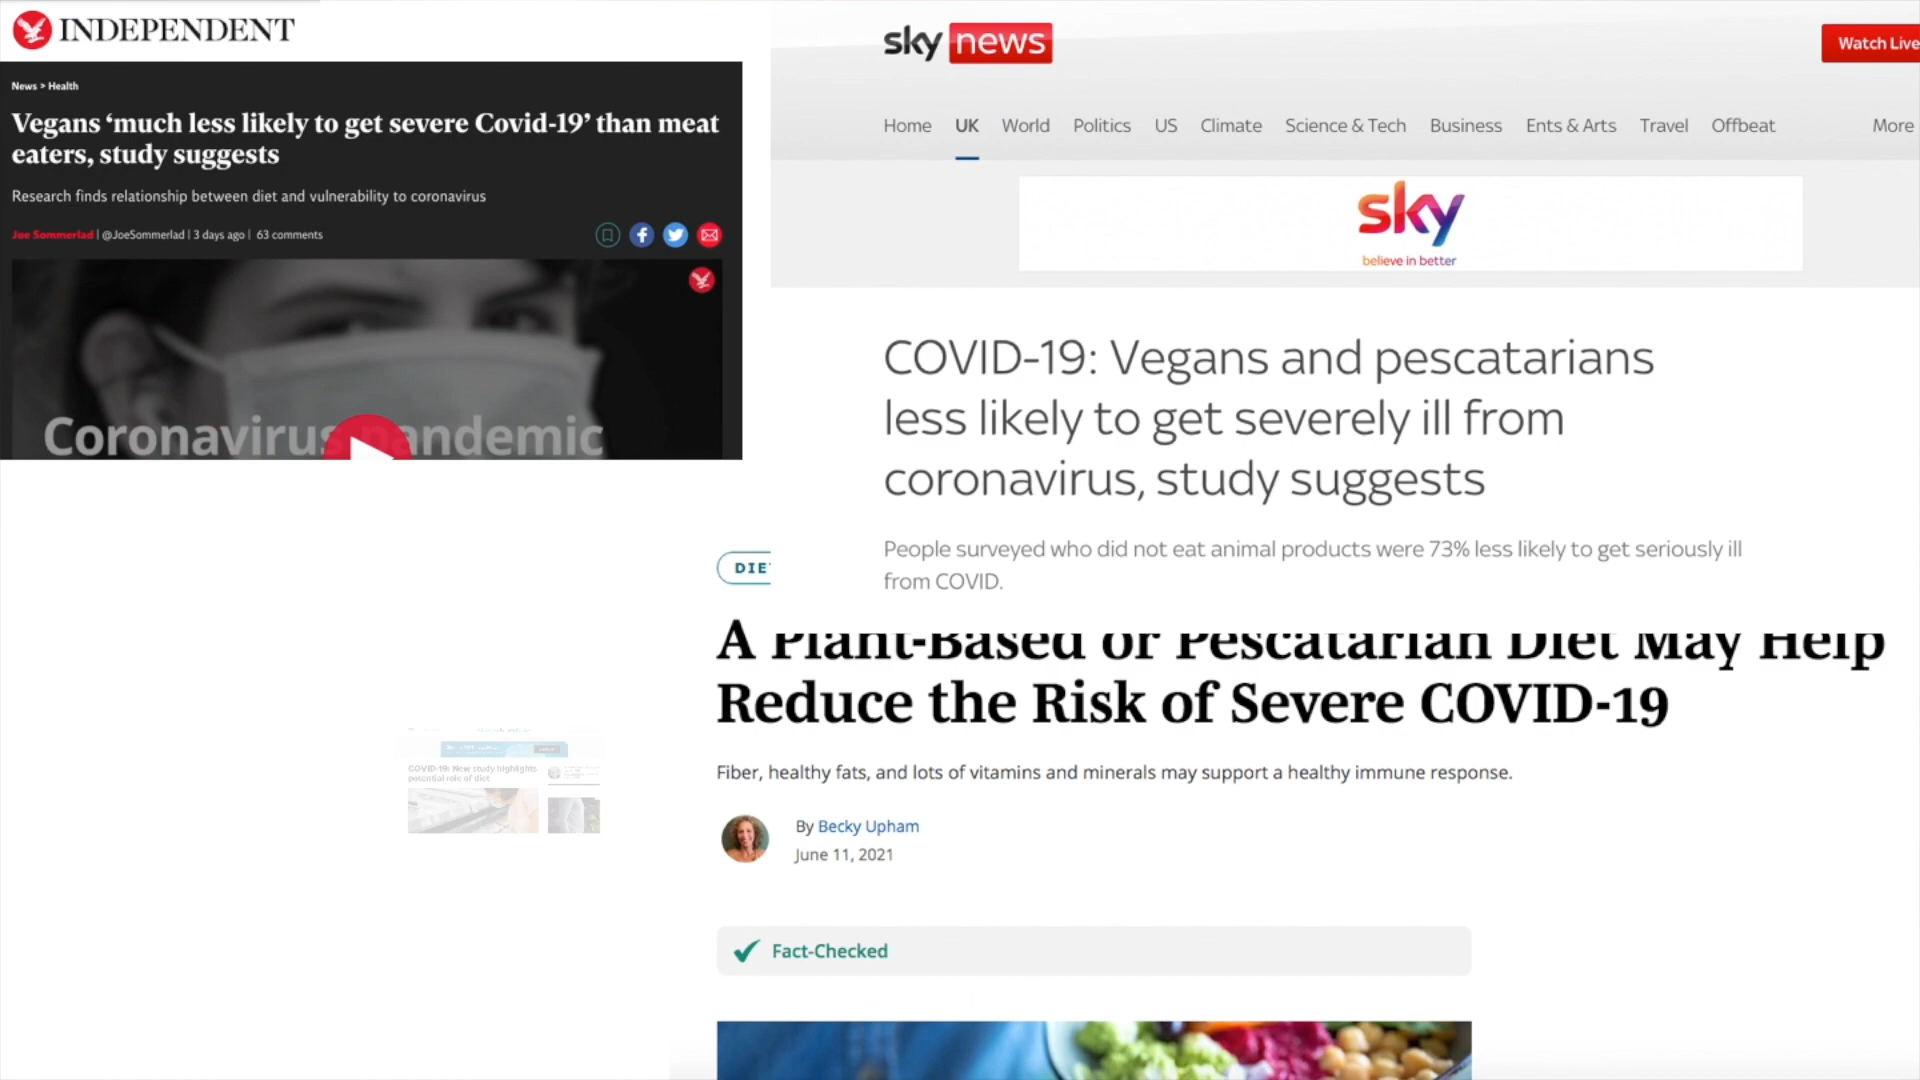 INDEPENDENT
News > Health
Vegans ‘much less likely to get severe Covid-19’ than meat
eaters, study suggests
Research finds relationship between diet and vulnerability to coronavirus
Joe Sommerlad | @JoeSommerlad | 3 days ago | 63 comments
Coronavirus pandemic
sky news
Watch Live
Home UK World Politics US Climate Science & Tech Business Ents & Arts Travel Offbeat More
sky
believe in better
COVID-19: Vegans and pescatarians
less likely to get severely ill from
coronavirus, study suggests
People surveyed who did not eat animal products were 73% less likely to get seriously ill
from COVID.
DIE
A Plant-Based or Pescatarian Diet May Help
Reduce the Risk of Severe COVID-19
Fiber, healthy fats, and lots of vitamins and minerals may support a healthy immune response.
By Becky Upham
June 11, 2021
Fact-Checked
COVID-19: New study highlights
potential role of diet